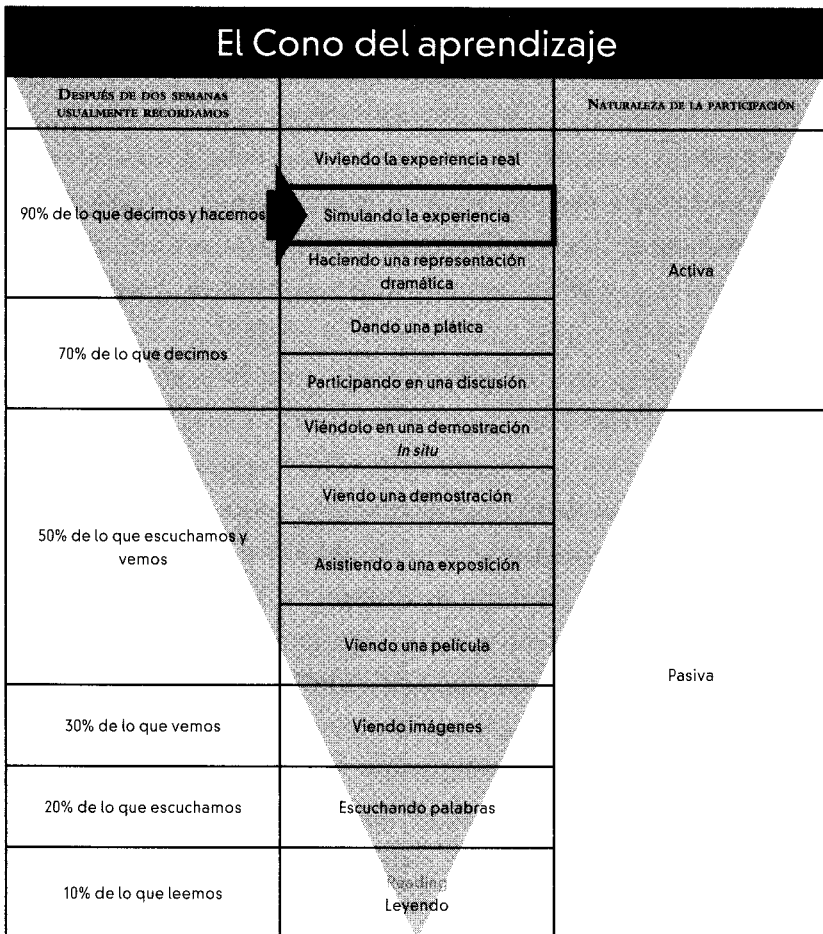 El Cono del aprendizaje
DESPUÉS DE DOS SEMANAS
USUALMENTE RECORDAMOS
NATURALEZA DE LA PARTICIPACIÓN
Viviendo la experiencia real
90% de lo que decimos y hacemos
Simulando la experiencia
Haciendo una representación
dramática
Activa
70% de lo que decimos
Dando una plática
Participando en una discusión
50% de lo que escuchamos y
vemos
Viéndolo en una demostración
In situ
Viendo una demostración
Asistiendo a una exposición
Viendo una película
Pasiva
30% de lo que vemos
Viendo imágenes
20% de lo que escuchamos
Escuchando palabras
10% de lo que leemos
Reading
Leyendo